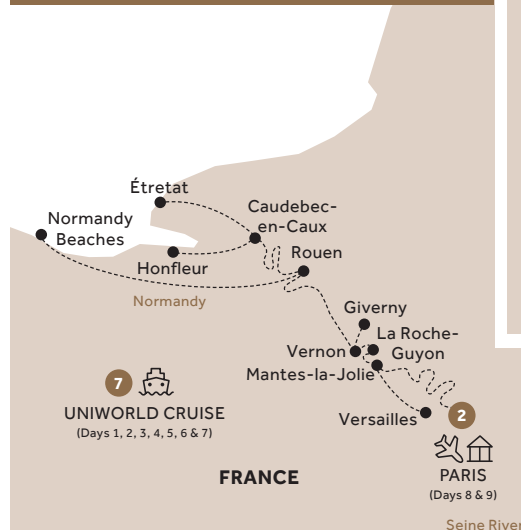 Étretat
Normandy
Beaches
Caudebec-
en-Caux
Honfleur
Rouen
Normandy
Giverny
La Roche-
Guyon
Vernon
Mantes-la-Jolie
7
UNIWORLD CRUISE
(Days 1, 2, 3, 4, 5, 6 & 7)
Versailles
2
PARIS
(Days 8 & 9)
FRANCE
Seine River